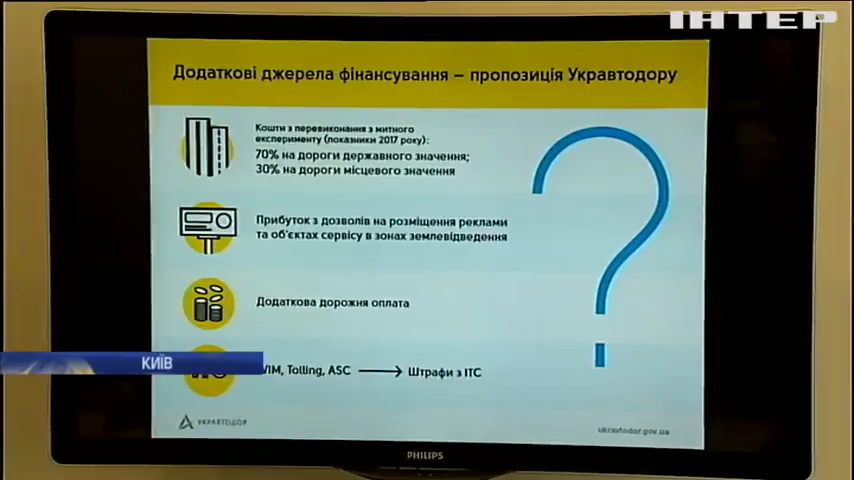 ІНТЕР
Додаткові джерела фінансування – пропозиція Укравтодору
Кошти з перевиконання з митного
експерименту (показники 2017 року):
70% на дороги державного значення;
30% на дороги місцевого значення
Прибуток з дозволів на розміщення реклами
та об'єктах сервісу в зонах землевідведення
Додаткова дорожня оплата
КИЇВ
Tolling, ASC → Штрафи з ІТС
?
УКРАВТОДОР
ukravtodor.gov.ua
PHILIPS